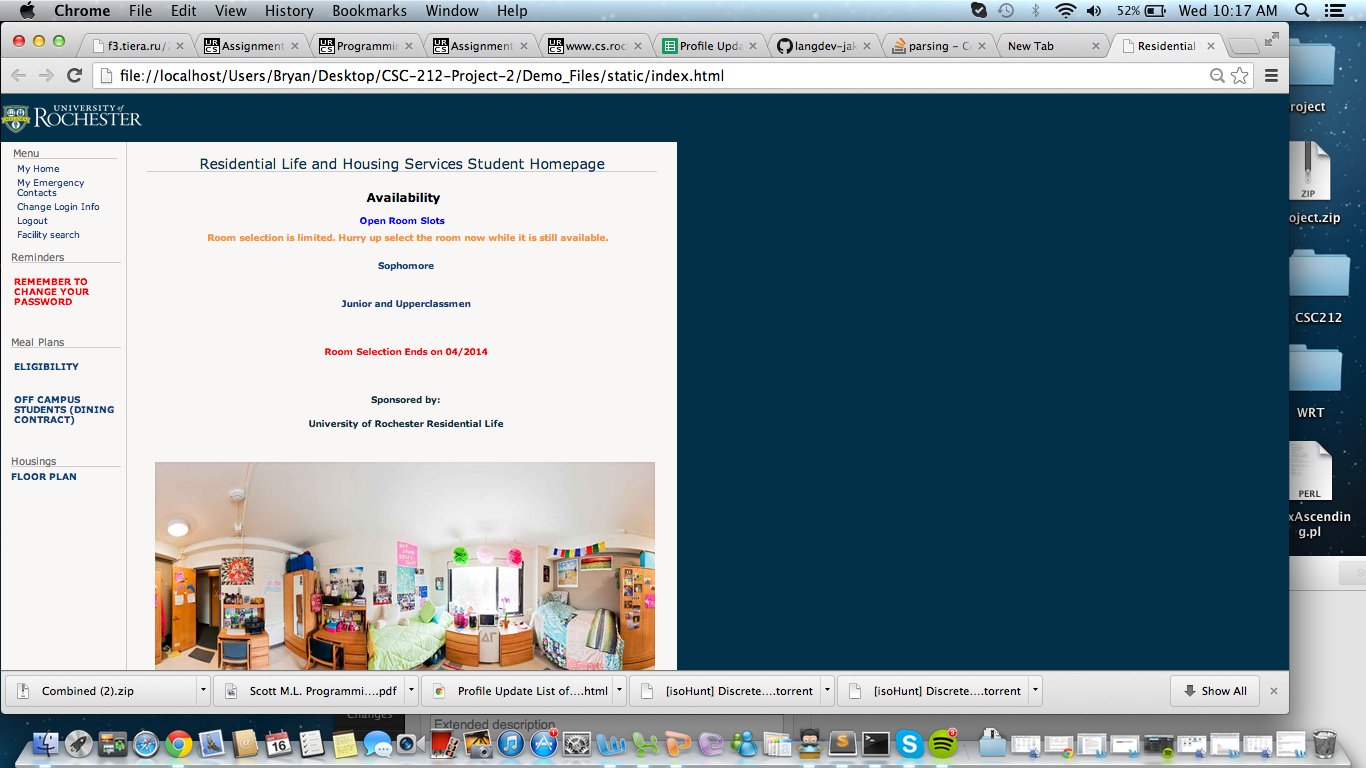 Chrome File Edit View History Bookmarks Window Help 52% Wed 10:17 AM
f3.tiera.ru/ Assignment Programmin Assignment www.cs.roc Profile Upda langdev-jak parsing - C New Tab Residential
file://localhost/Users/Bryan/Desktop/CSC-212-Project-2/Demo_Files/static/index.html
UNIVERSITY of
ROCHESTER
Menu
My Home
My Emergency
Contacts
Change Login Info
Logout
Facility search
Reminders
REMEMBER TO
CHANGE YOUR
PASSWORD
Meal Plans
ELIGIBILITY
OFF CAMPUS
STUDENTS (DINING
CONTRACT)
Housings
FLOOR PLAN
Residential Life and Housing Services Student Homepage
Availability
Open Room Slots
Room selection is limited. Hurry up select the room now while it is still available.
Sophomore
Junior and Upperclassmen
Room Selection Ends on 04/2014
Sponsored by:
University of Rochester Residential Life
roject
ZIP
oject.zip
CSC212
WRT
PERL
xAscendin
g.pl
Combined (2).zip Scott M.L. Programmi....pdf Profile Update List of....html [isoHunt] Discrete....torrent [isoHunt] Discrete....torrent Show All
Changes
Extended description